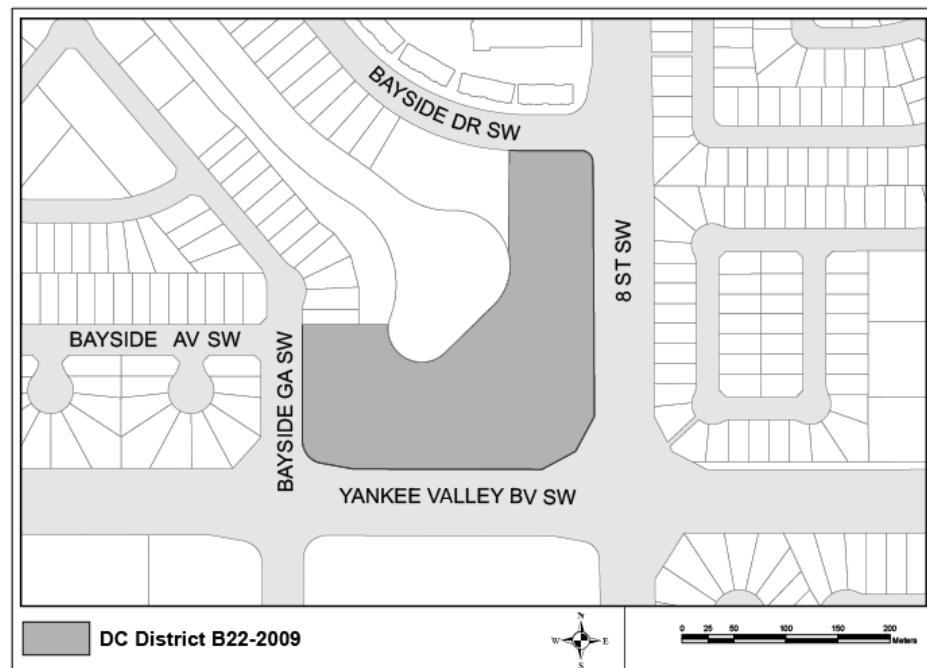 BAYSIDE DR SW
8 ST SW
BAYSIDE AV SW
BAYSIDE GA SW
YANKEE VALLEY BV SW
DC District B22-2009
N
W E
S
0 25 50 100 150 200
Meters